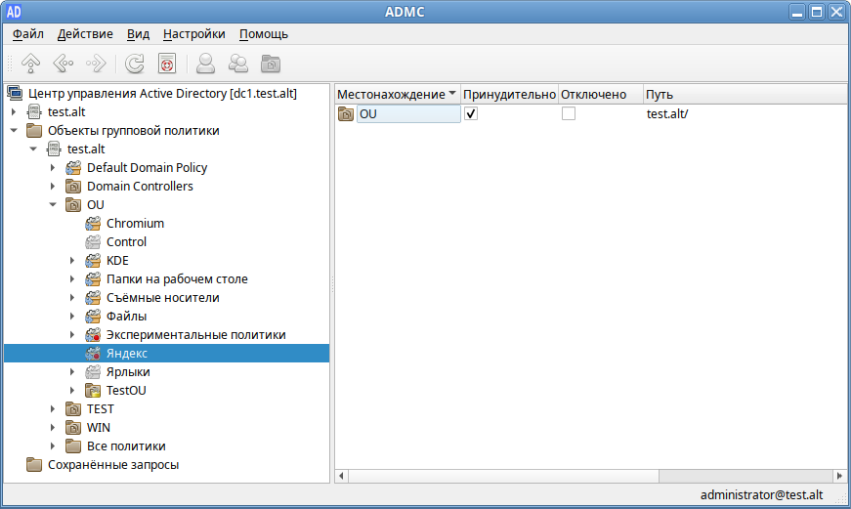 AD ADMC
Файл Действие Вид Настройки Помощь
Центр управления Active Directory [dc1.test.alt]
test.alt
Объекты групповой политики
test.alt
Default Domain Policy
Domain Controllers
OU
Chromium
Control
KDE
Папки на рабочем столе
Съёмные носители
Файлы
Экспериментальные политики
Яндекс
Ярлыки
TestOU
TEST
WIN
Все политики
Сохранённые запросы
Местонахождение Принудительно Отключено Путь
OU test.alt/
administrator@test.alt